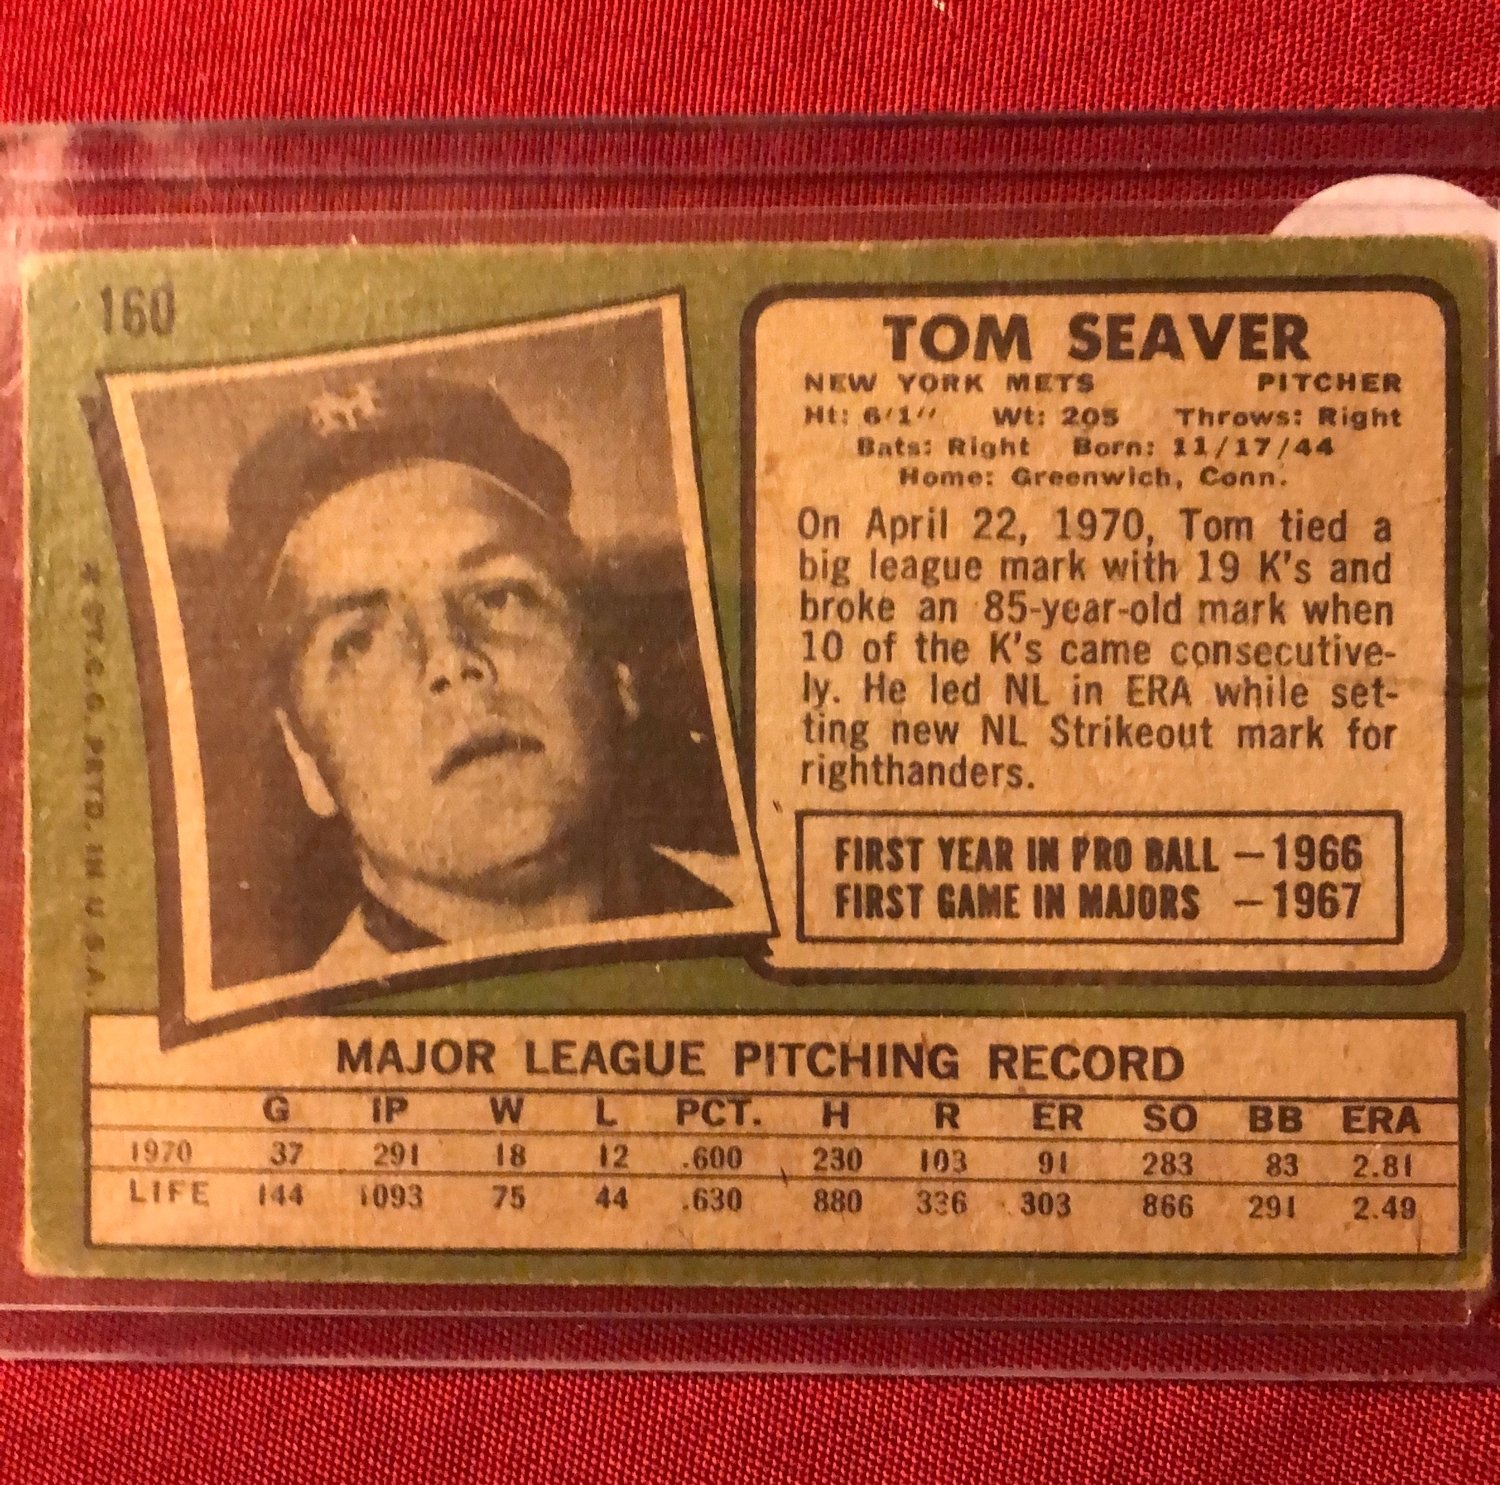 160
TOM SEAVER
NEW YORK METS PITCHER
Ht: 6'1" Wt: 205 Throws: Right
Bats: Right Born: 11/17/44
Home: Greenwich, Conn.
On April 22, 1970, Tom tied a
big league mark with 19 K's and
broke an 85-year-old mark when
10 of the K's came consecutive-
ly. He led NL in ERA while set-
ting new NL Strikeout mark for
righthanders.
FIRST YEAR IN PRO BALL — 1966
FIRST GAME IN MAJORS — 1967
MAJOR LEAGUE PITCHING RECORD
G IP W L PCT. H R ER SO BB ERA
1970 37 291 18 12 .600 230 103 91 283 83 2.81
LIFE 144 1093 75 44 .630 880 336 303 866 291 2.49
T.C.G. PRTD. IN U.S.A.
NY